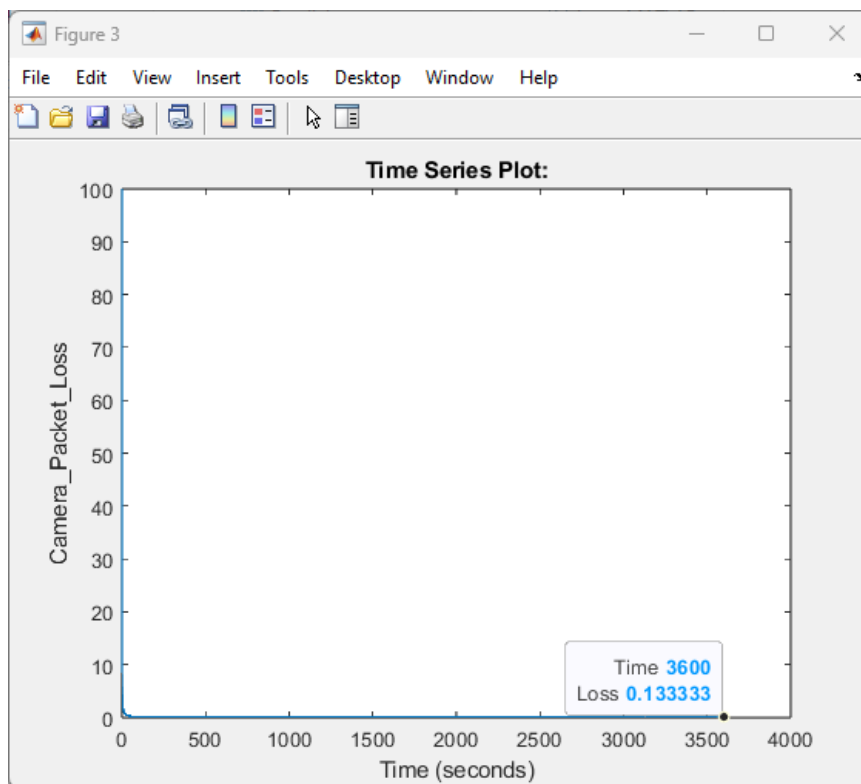 Figure 3
File Edit View Insert Tools Desktop Window Help
Time Series Plot:
100
90
80
70
60
50
40
30
20
10
0
Camera_Packet_Loss
Time 3600
Loss 0.133333
0 500 1000 1500 2000 2500 3000 3500 4000
Time (seconds)